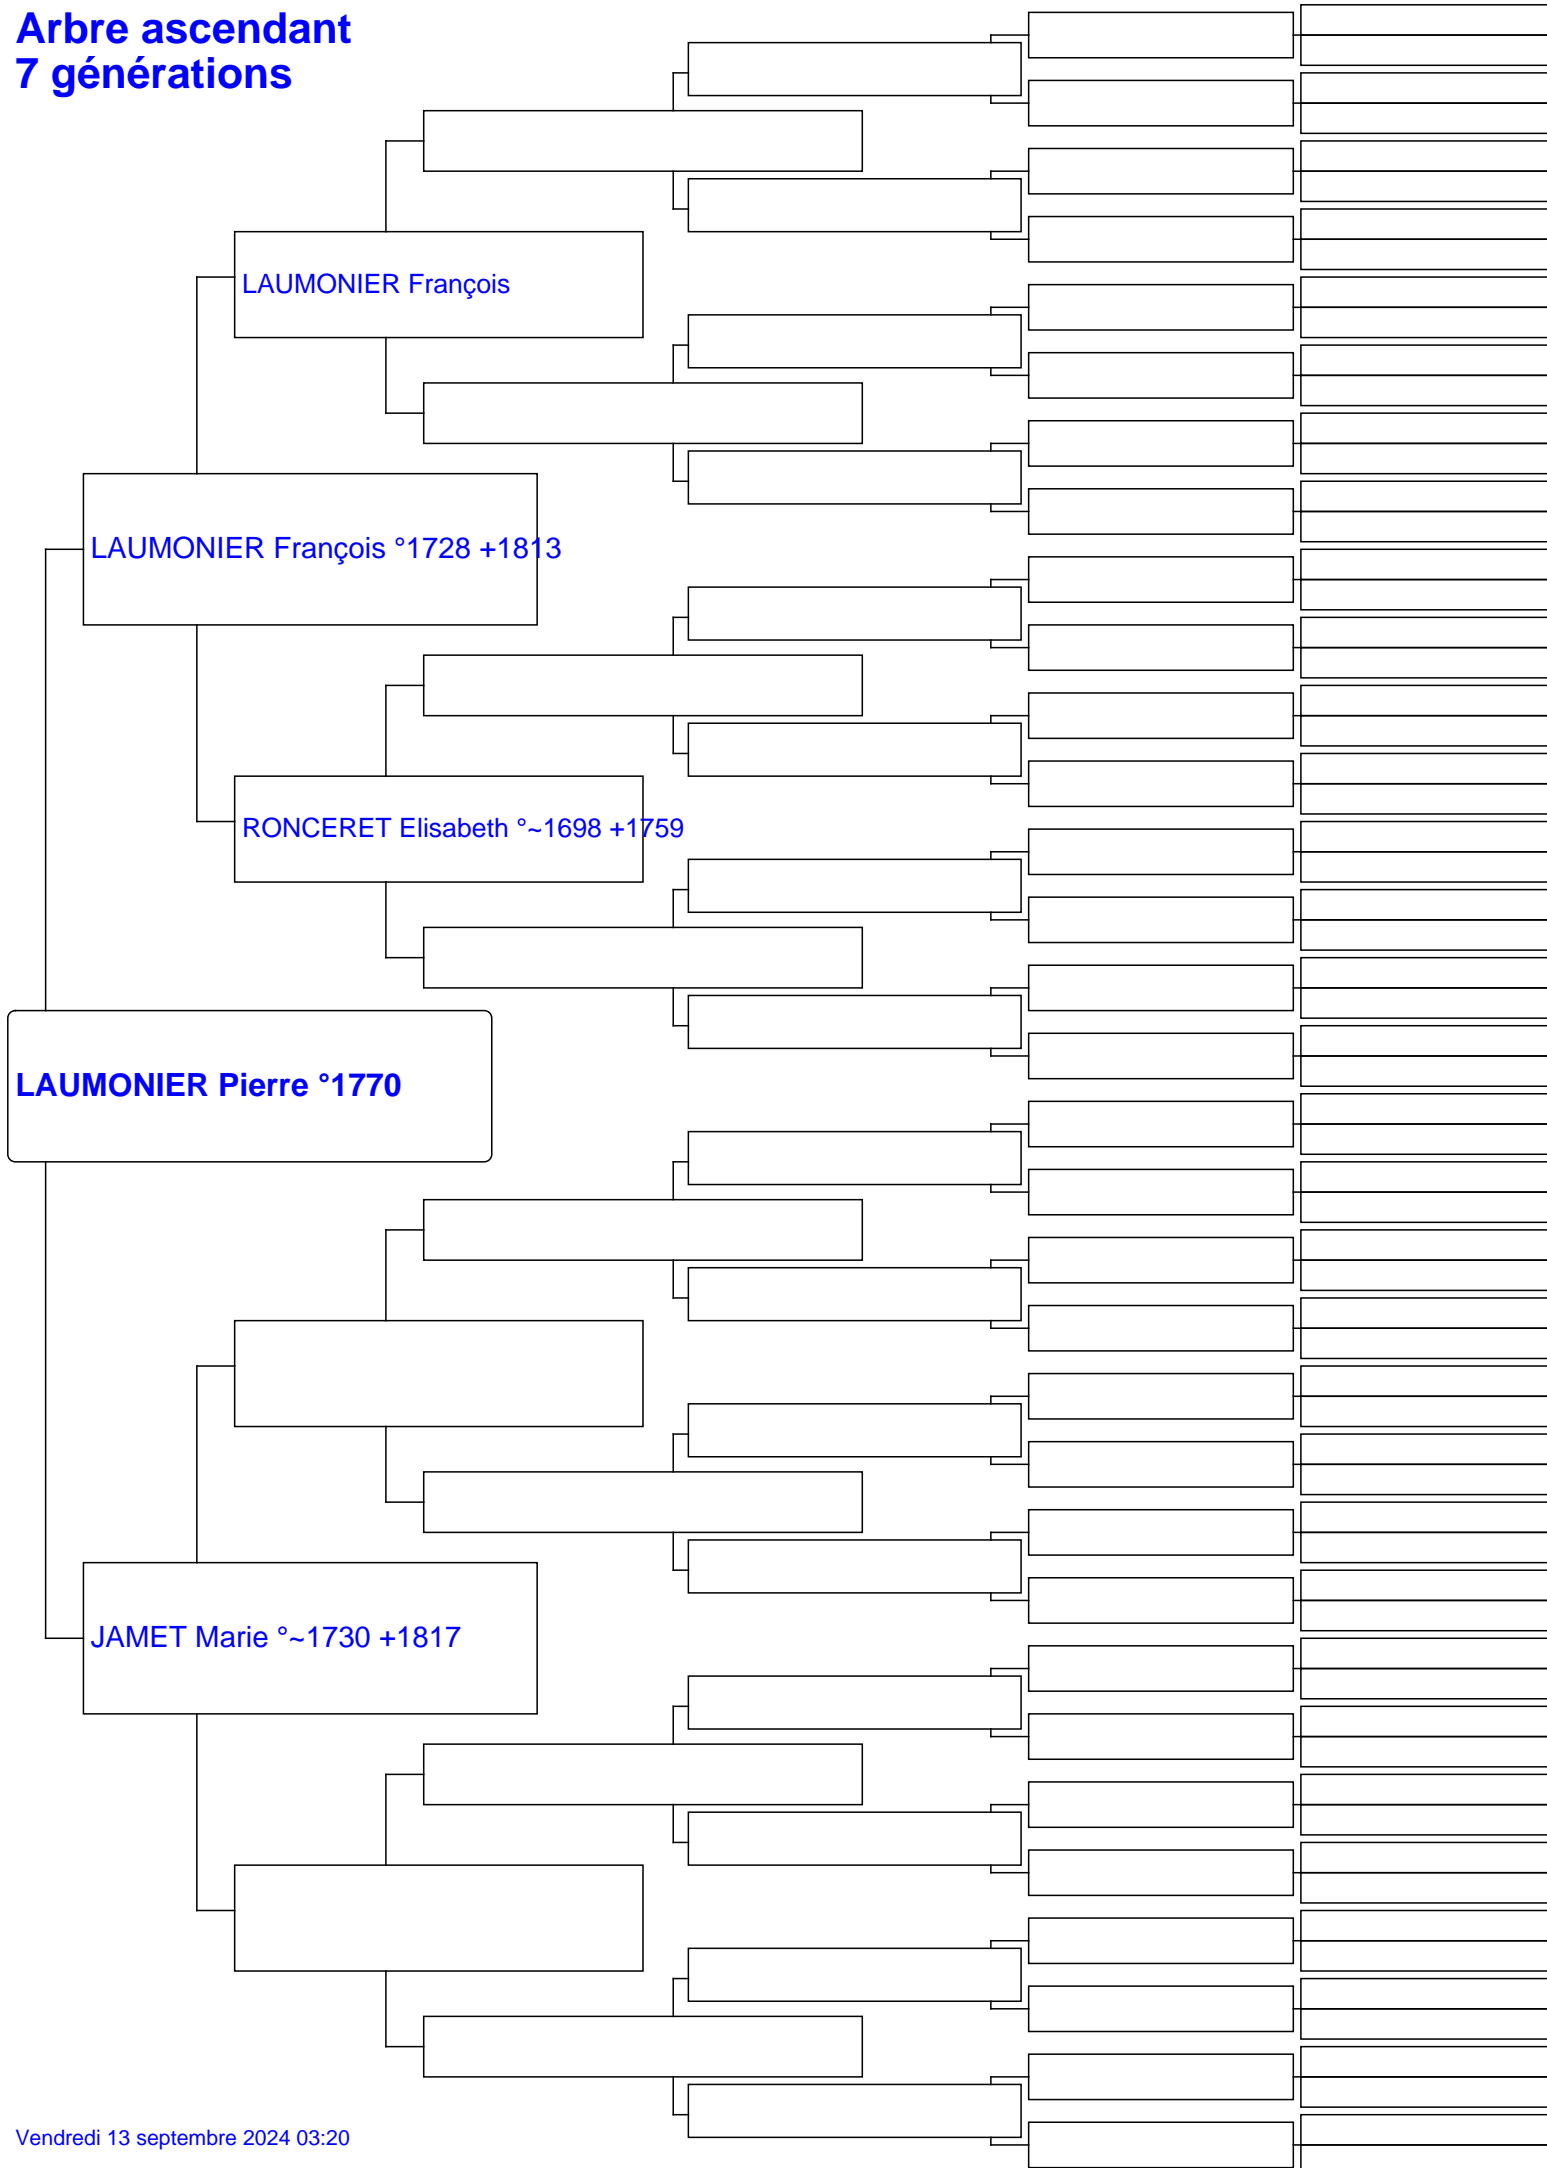 Arbre ascendant
7 générations
LAUMONIER François
LAUMONIER François °1728 +1813
RONCERET Elisabeth °~1698 +1759
LAUMONIER Pierre °1770
JAMET Marie °~1730 +1817
Vendredi 13 septembre 2024 03:20